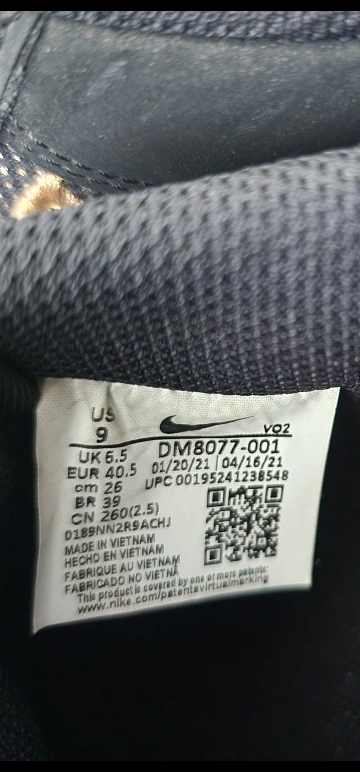 US
9
VO2
UK 6.5
EUR 40.5
cm 26
BR 39
CN 260(2.5)
DM8077-001
01/20/21 | 04/16/21
UPC 00195241238548
0189NN2R9ACHJ
MADE IN VIETNAM
HECHO EN VIETNAM
FABRIQUE AU VIETNAM
FABRICADO NO VIETNÃ
This product is covered by one or more patents:
www.nike.com/patentsvirtualmarking